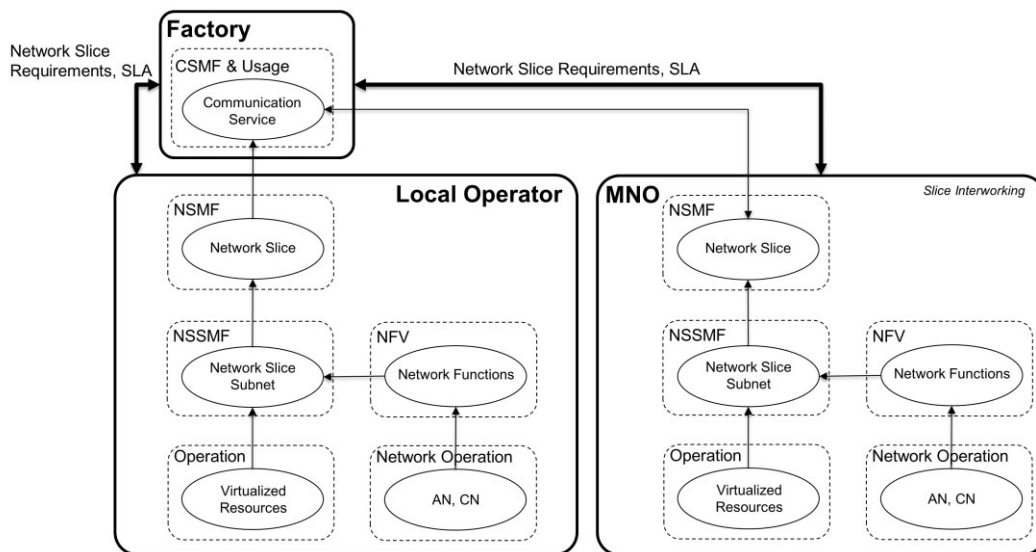 Factory
Network Slice
Requirements, SLA
CSMF & Usage
Communication
Service
Network Slice Requirements, SLA
Local Operator
NSMF
Network Slice
NSSMF
Network Slice
Subnet
NFV
Network Functions
Operation
Virtualized
Resources
Network Operation
AN, CN
MNO
Slice Interworking
NSMF
Network Slice
NSSMF
Network Slice
Subnet
NFV
Network Functions
Operation
Virtualized
Resources
Network Operation
AN, CN